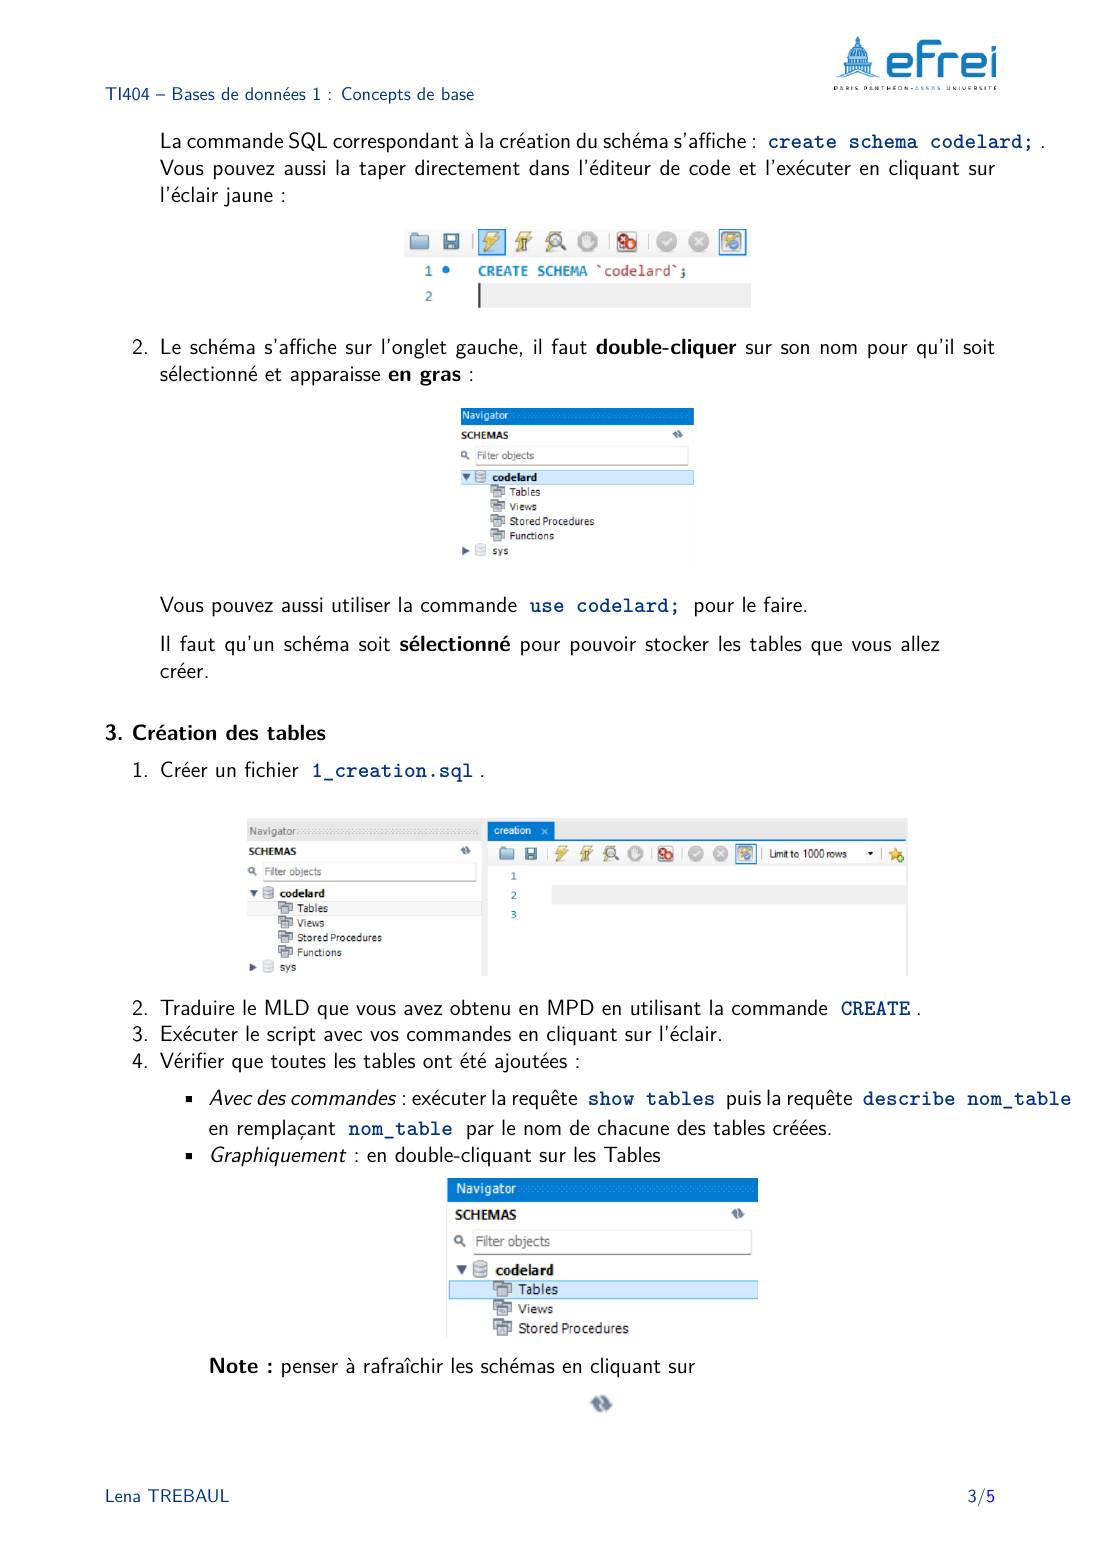 efrei
PARIS PANTHÉON-ASSAS UNIVERSITÉ
TI404 – Bases de données 1 : Concepts de base
La commande SQL correspondant à la création du schéma s'affiche : create schema codelard; .
Vous pouvez aussi la taper directement dans l'éditeur de code et l'exécuter en cliquant sur
l'éclair jaune :
1 CREATE SCHEMA `codelard`;
2
2. Le schéma s'affiche sur l'onglet gauche, il faut double-cliquer sur son nom pour qu'il soit
sélectionné et apparaisse en gras :
Navigator
SCHEMAS
Filter objects
codelard
Tables
Views
Stored Procedures
Functions
sys
Vous pouvez aussi utiliser la commande use codelard; pour le faire.
Il faut qu'un schéma soit sélectionné pour pouvoir stocker les tables que vous allez
créer.
3. Création des tables
1. Créer un fichier 1_creation.sql .
Navigator
SCHEMAS
Filter objects
codelard
Tables
Views
Stored Procedures
Functions
sys
creation
Limit to 1000 rows
1
2
3
2. Traduire le MLD que vous avez obtenu en MPD en utilisant la commande CREATE .
3. Exécuter le script avec vos commandes en cliquant sur l'éclair.
4. Vérifier que toutes les tables ont été ajoutées :
▪ Avec des commandes : exécuter la requête show tables puis la requête describe nom_table
en remplaçant nom_table par le nom de chacune des tables créées.
▪ Graphiquement : en double-cliquant sur les Tables
Navigator
SCHEMAS
Filter objects
codelard
Tables
Views
Stored Procedures
Note : penser à rafraîchir les schémas en cliquant sur
Lena TREBAUL
3/5